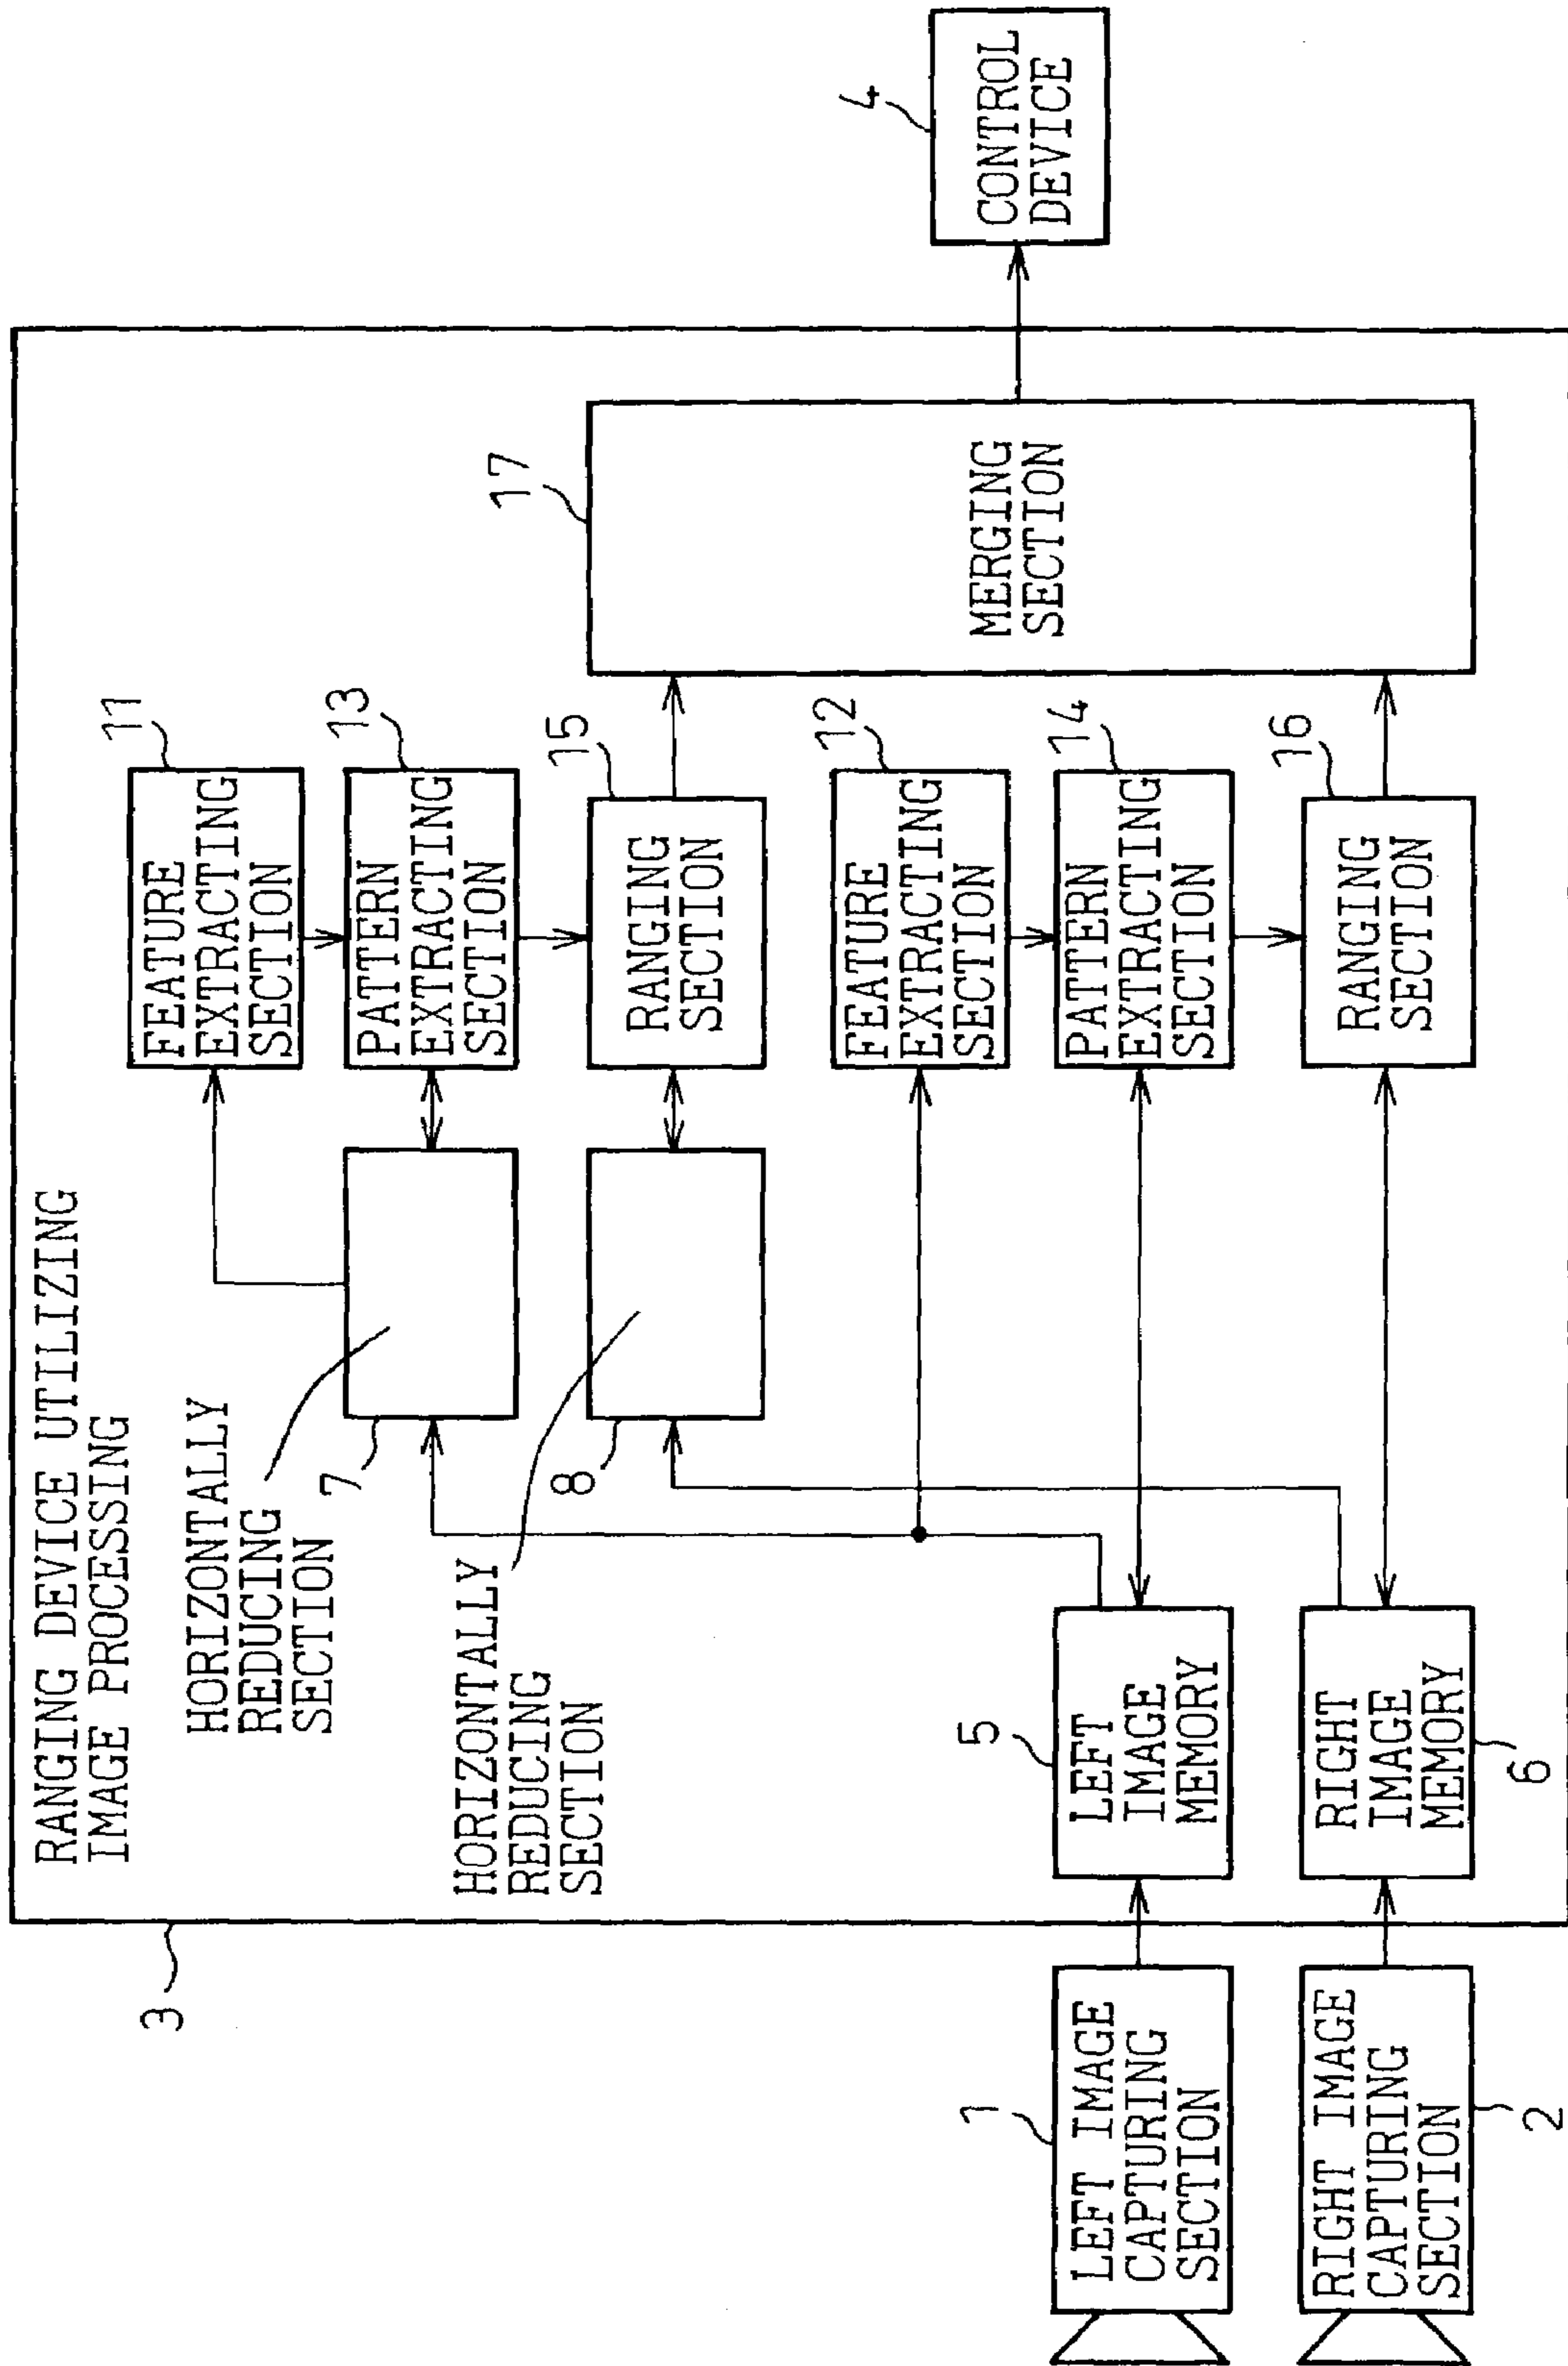 RANGING DEVICE UTILIZING
IMAGE PROCESSING
3
HORIZONTALLY
REDUCING
SECTION
7
HORIZONTALLY
REDUCING
SECTION
8
11
FEATURE
EXTRACTING
SECTION
13
PATTERN
EXTRACTING
SECTION
15
RANGING
SECTION
12
FEATURE
EXTRACTING
SECTION
14
PATTERN
EXTRACTING
SECTION
16
RANGING
SECTION
17
MERGING
SECTION
4
CONTROL
DEVICE
1
LEFT IMAGE
CAPTURING
SECTION
5
LEFT
IMAGE
MEMORY
RIGHT IMAGE
CAPTURING
SECTION
2
RIGHT
IMAGE
MEMORY
6